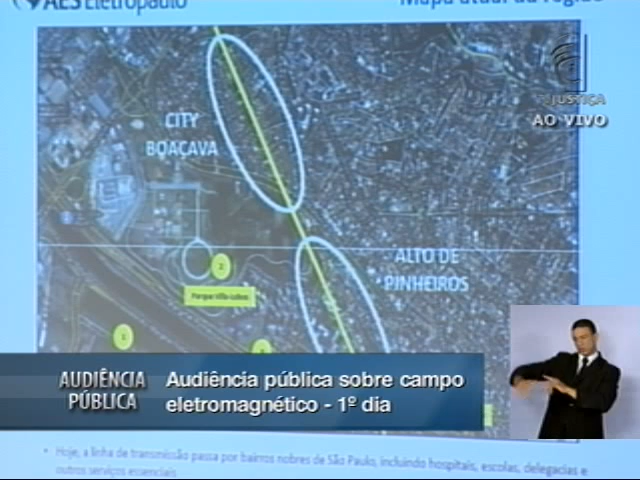 AES Eletropaulo
Mapa atual da região
TV JUSTIÇA
AO VIVO
CITY
BOAÇAVA
ALTO DE
PINHEIROS
2
Parque Villa-Lobos
1
AUDIÊNCIA
PÚBLICA
Audiência pública sobre campo
eletromagnético - 1º dia
• Hoje, a linha de transmissão passa por bairros nobres de São Paulo, incluindo hospitais, escolas, delegacias e
outros serviços essenciais